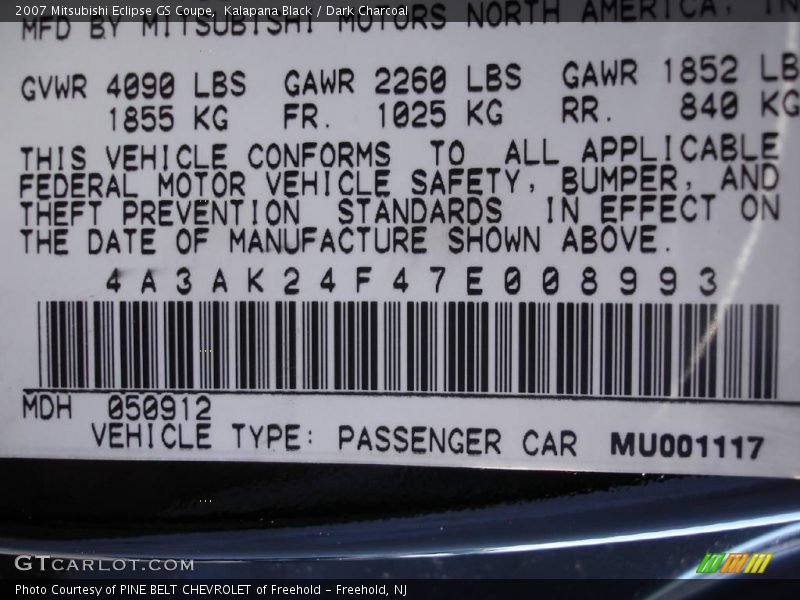 2007 Mitsubishi Eclipse GS Coupe, Kalapana Black / Dark Charcoal
MFD BY MITSUBISHI MOTORS NORTH AMERICA, IN
GVWR 4090 LBS GAWR 2260 LBS GAWR 1852 LB
1855 KG FR. 1025 KG RR. 840 KG
THIS VEHICLE CONFORMS TO ALL APPLICABLE
FEDERAL MOTOR VEHICLE SAFETY, BUMPER, AND
THEFT PREVENTION STANDARDS IN EFFECT ON
THE DATE OF MANUFACTURE SHOWN ABOVE.
4A3AK24F47E008993
MDH 050912
VEHICLE TYPE: PASSENGER CAR MU001117
GTCARLOT.COM
Photo Courtesy of PINE BELT CHEVROLET of Freehold - Freehold, NJ